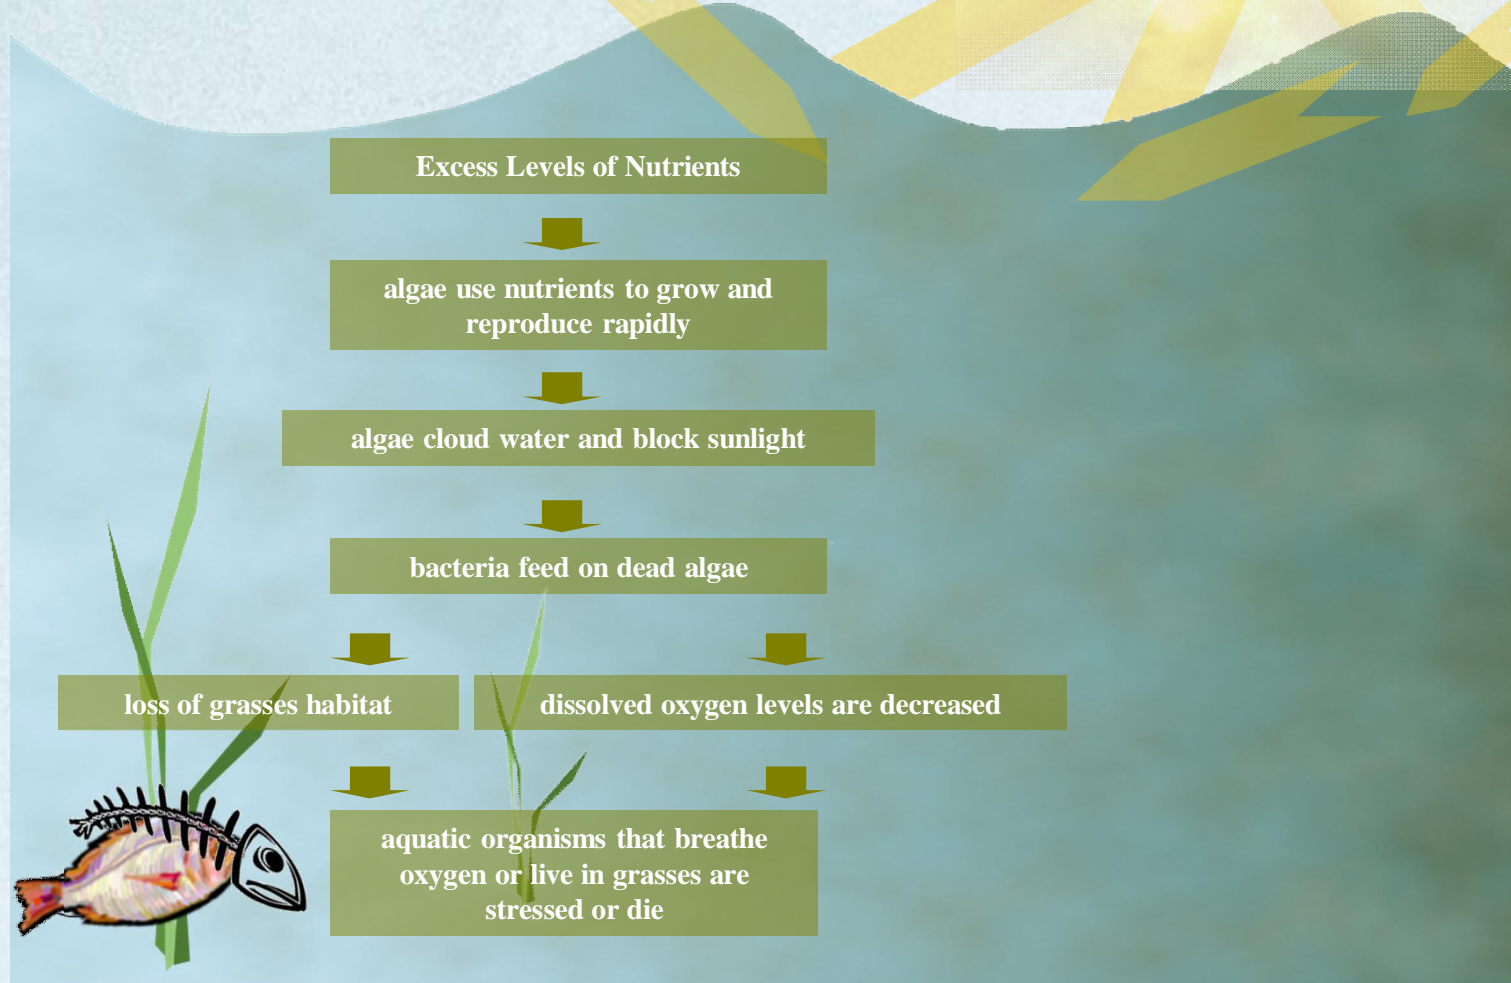 Excess Levels of Nutrients
algae use nutrients to grow and
reproduce rapidly
algae cloud water and block sunlight
bacteria feed on dead algae
loss of grasses habitat
dissolved oxygen levels are decreased
aquatic organisms that breathe
oxygen or live in grasses are
stressed or die